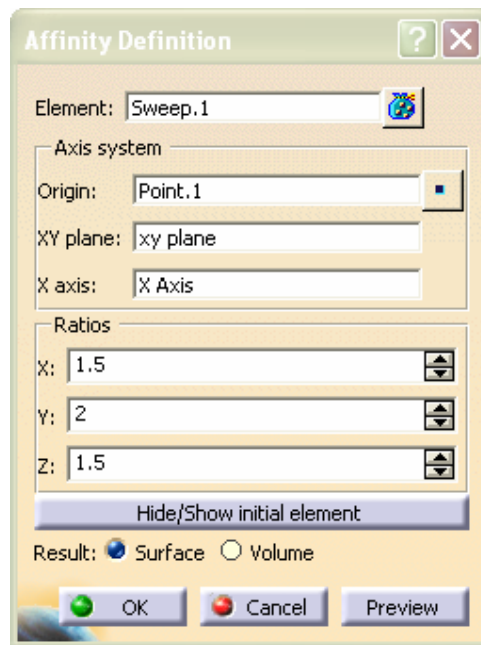 Affinity Definition
Element: Sweep.1
Axis system
Origin: Point.1
XY plane: xy plane
X axis: X Axis
Ratios
X: 1.5
Y: 2
Z: 1.5
Hide/Show initial element
Result: Surface Volume
OK Cancel Preview